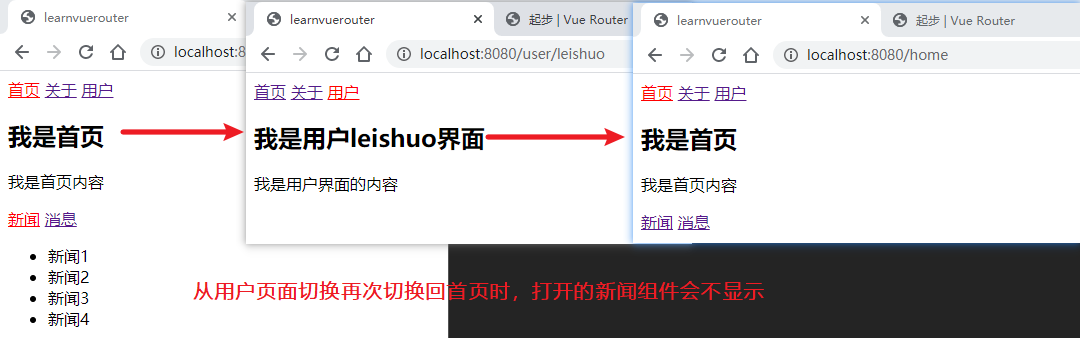 learnvuerouter
localhost:8
首页 关于 用户
我是首页
我是首页内容
新闻 消息
新闻1
新闻2
新闻3
新闻4
learnvuerouter
起步 | Vue Router
localhost:8080/user/leishuo
首页 关于 用户
我是用户leishuo界面
我是用户界面的内容
learnvuerouter
起步 | Vue Router
localhost:8080/home
首页 关于 用户
我是首页
我是首页内容
新闻 消息
从用户页面切换再次切换回首页时，打开的新闻组件会不显示